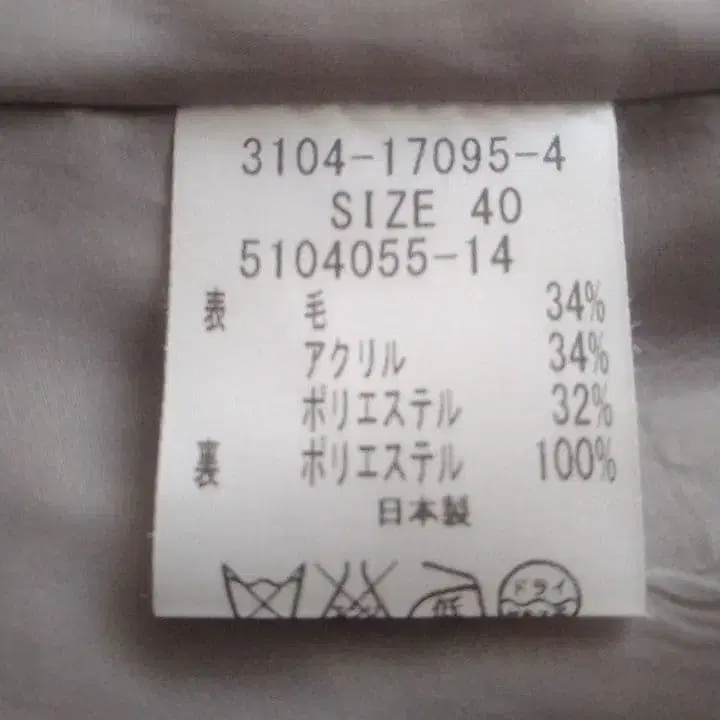 3104-17095-4
SIZE 40
5104055-14
表 毛 34%
アクリル 34%
ポリエステル 32%
裏 ポリエステル 100%
日本製
低 ドライ